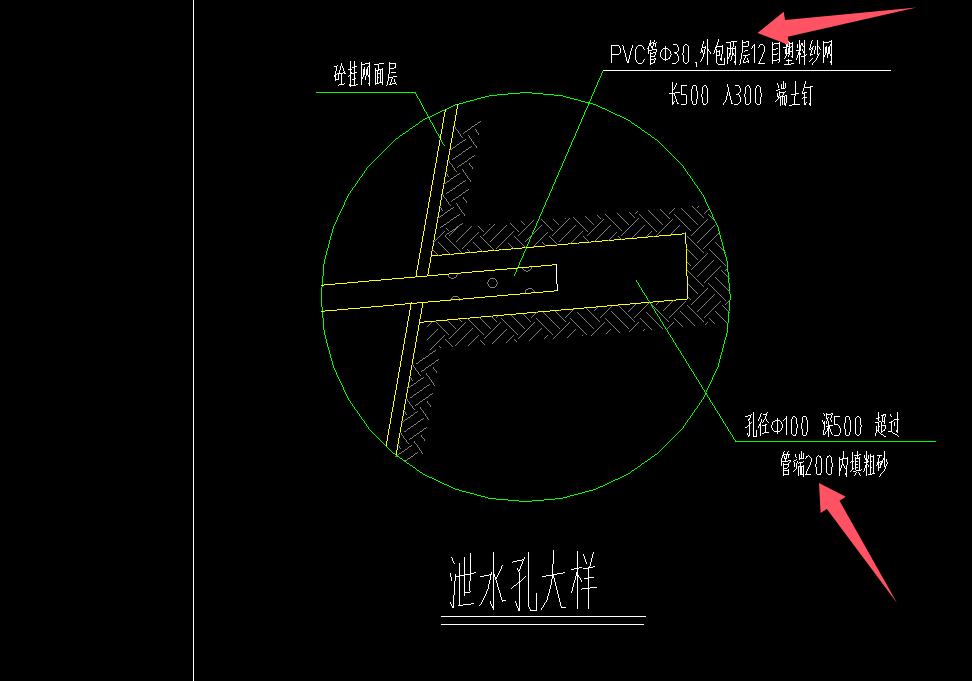 PVC管Φ30,外包两层12目塑料纱网
长500 入300 端土钉
砼挂网面层
孔径Φ100 深500 超过
管端200内填粗砂
泄水孔大样